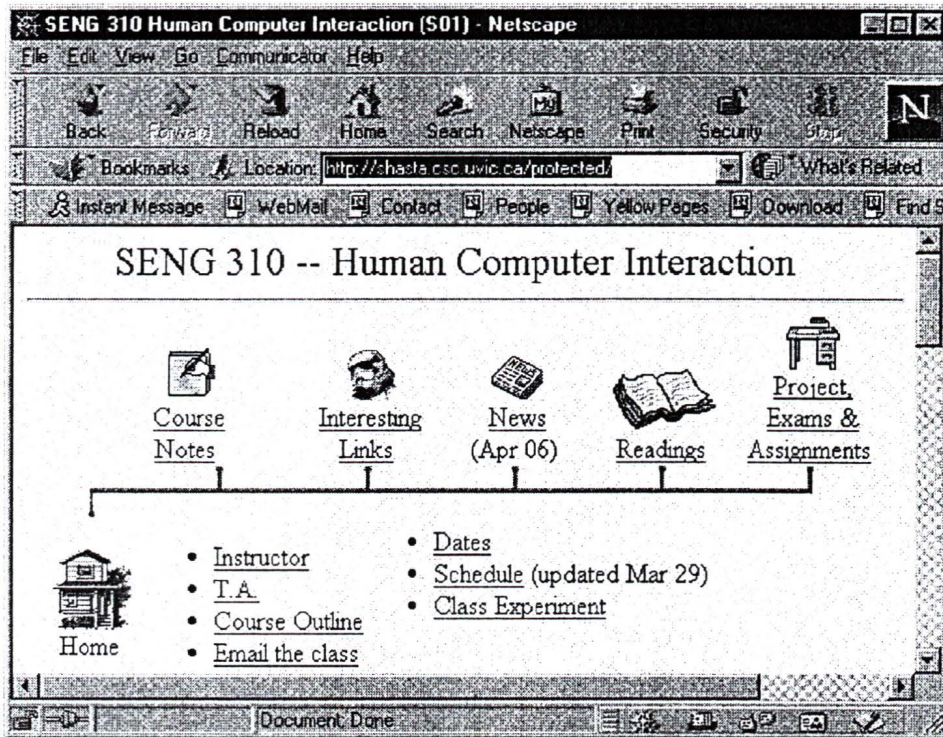 SENG 310 Human Computer Interaction (S01) - Netscape
File Edit View Go Communicator Help
Back Forward Reload Home Search Netscape Print Security Stop
N
Bookmarks Location: http://shasta.csc.uvic.ca/protected/ What's Related
Instant Message WebMail Contact People Yellow Pages Download Find S
SENG 310 -- Human Computer Interaction
Course
Notes
Interesting
Links
News
(Apr 06)
Readings
Project,
Exams &
Assignments
Home
• Instructor
• T.A.
• Course Outline
• Email the class
• Dates
• Schedule (updated Mar 29)
• Class Experiment
Document: Done